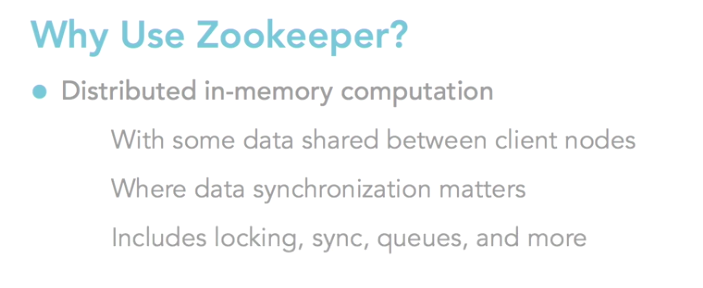 Why Use Zookeeper?
Distributed in-memory computation
With some data shared between client nodes
Where data synchronization matters
Includes locking, sync, queues, and more